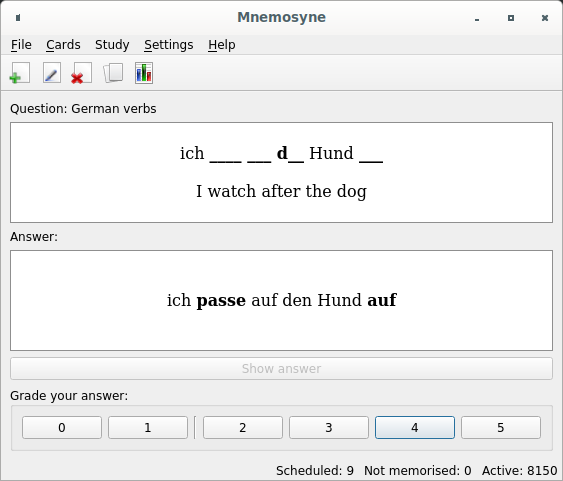 Mnemosyne
File Cards Study Settings Help
Question: German verbs
ich ____ ___ d__ Hund ___
I watch after the dog
Answer:
ich passe auf den Hund auf
Show answer
Grade your answer:
0 1 2 3 4 5
Scheduled: 9 Not memorised: 0 Active: 8150